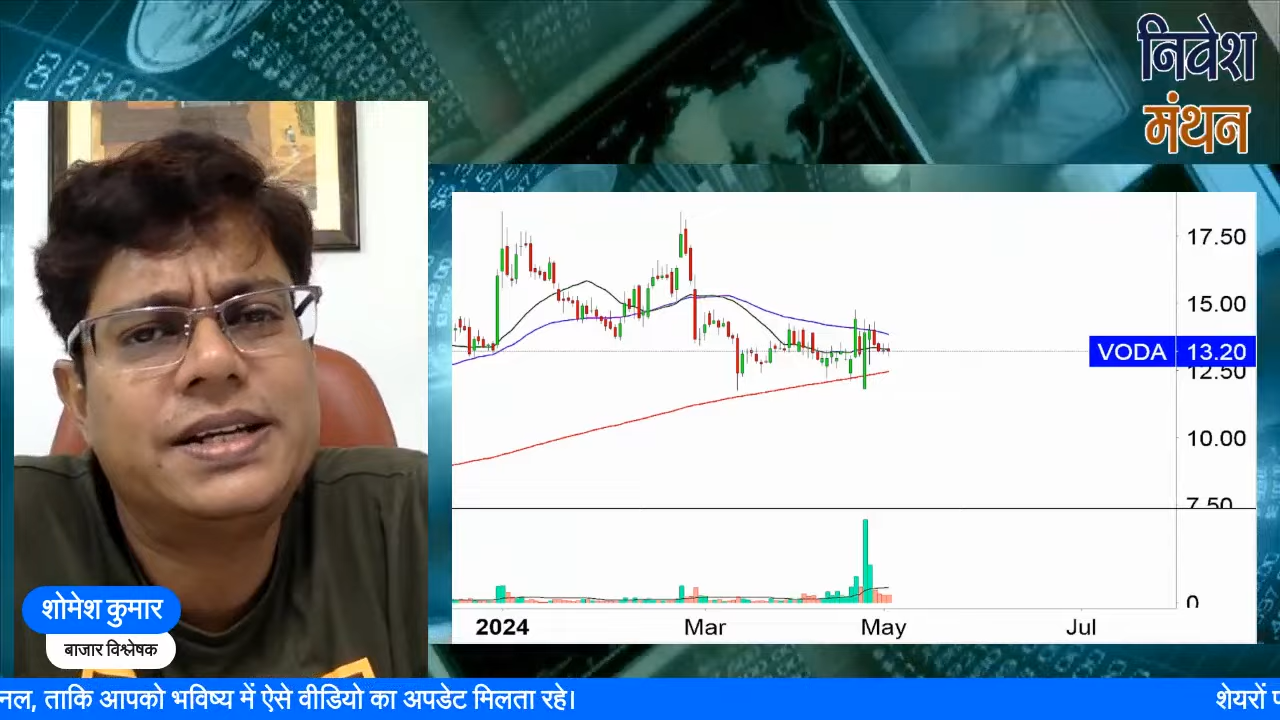 निवेश
मंथन
17.50
15.00
VODA 13.20
12.50
10.00
7.50
0
2024 Mar May Jul
शोमेश कुमार
बाजार विश्लेषक
ताकि आपको भविष्य में ऐसे वीडियो का अपडेट मिलता रहे। शेयरों